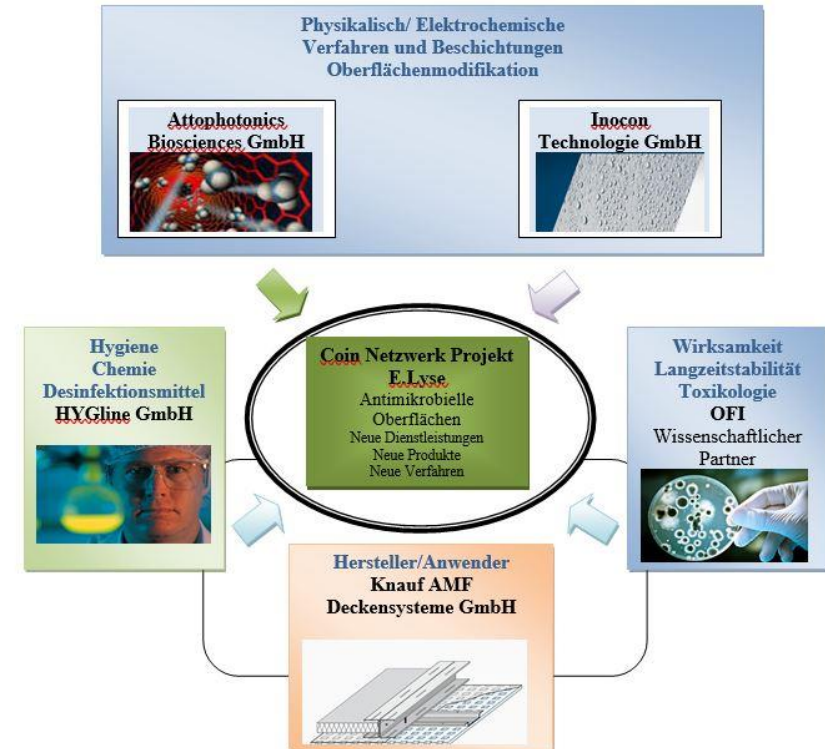 Physikalisch/ Elektrochemische
Verfahren und Beschichtungen
Oberflächenmodifikation
Attophotonics
Biosciences GmbH
Inocon
Technologie GmbH
Hygiene
Chemie
Desinfektionsmittel
HYGline GmbH
Coin Netzwerk Projekt
E.Lyse
Antimikrobielle
Oberflächen
Neue Dienstleistungen
Neue Produkte
Neue Verfahren
Wirksamkeit
Langzeitstabilität
Toxikologie
OFI
Wissenschaftlicher
Partner
Hersteller/Anwender
Knauf AMF
Deckensysteme GmbH